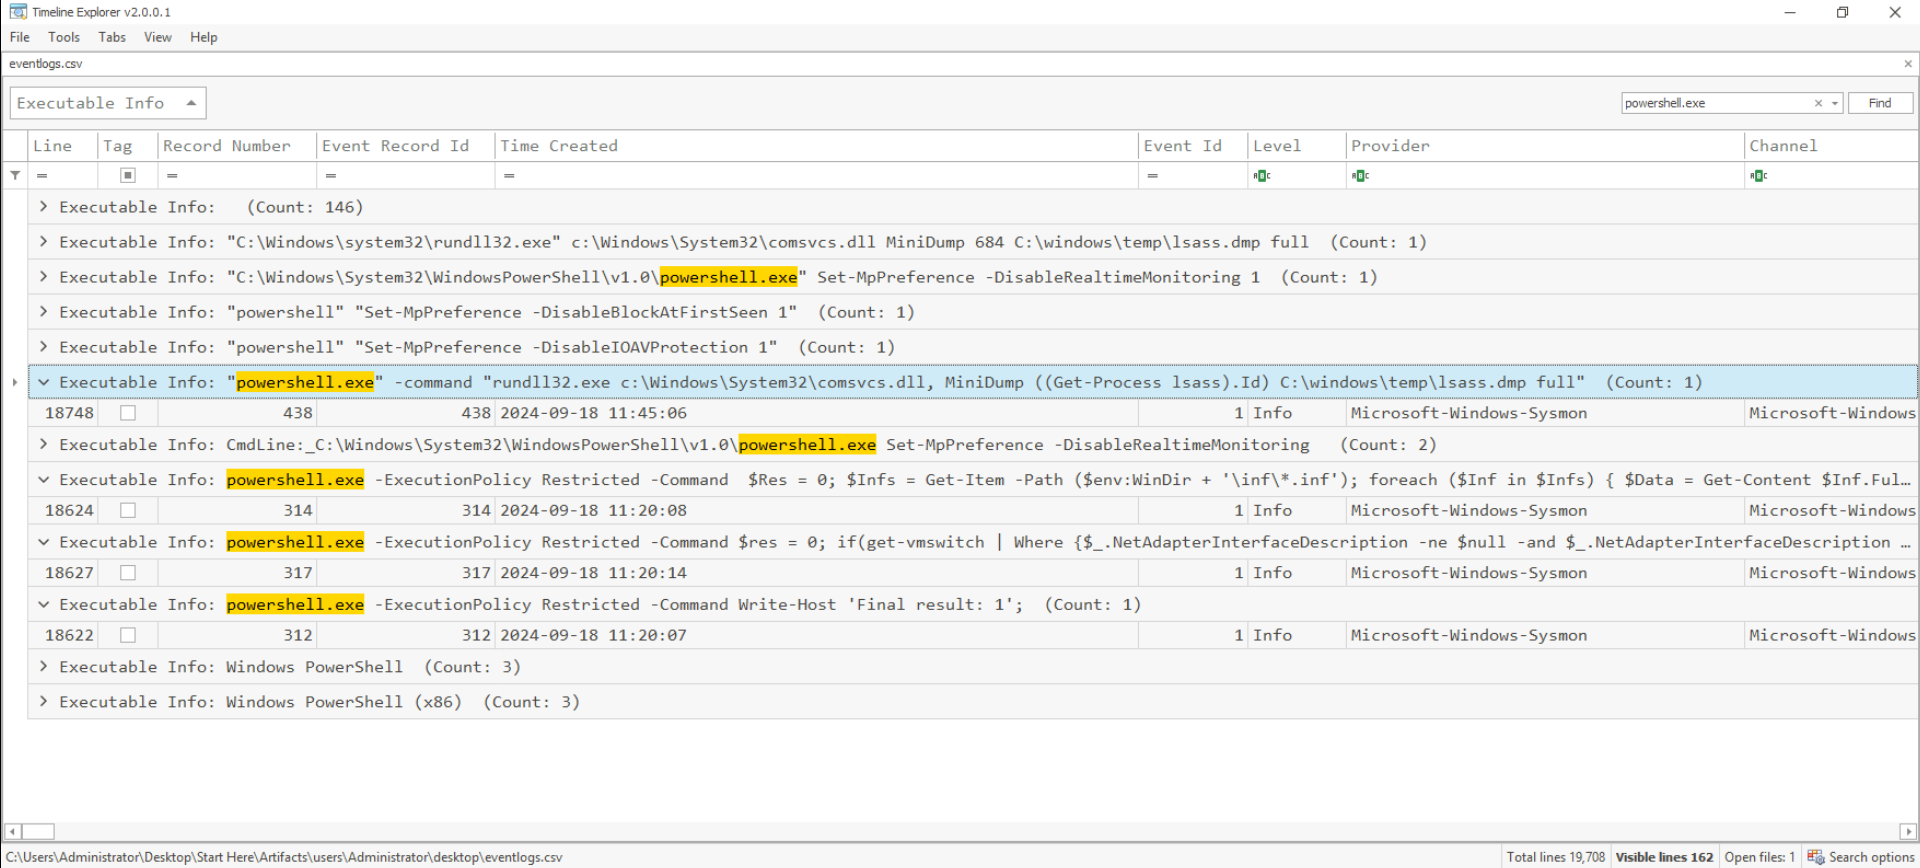 Timeline Explorer v2.0.0.1
File Tools Tabs View Help
eventlogs.csv
Executable Info
powershell.exe Find
Line Tag Record Number Event Record Id Time Created Event Id Level Provider Channel
= = = = = ABC ABC ABC
Executable Info: (Count: 146)
Executable Info: "C:\Windows\system32\rundll32.exe" c:\Windows\System32\comsvcs.dll MiniDump 684 C:\windows\temp\lsass.dmp full (Count: 1)
Executable Info: "C:\Windows\System32\WindowsPowerShell\v1.0\powershell.exe" Set-MpPreference -DisableRealtimeMonitoring 1 (Count: 1)
Executable Info: "powershell" "Set-MpPreference -DisableBlockAtFirstSeen 1" (Count: 1)
Executable Info: "powershell" "Set-MpPreference -DisableIOAVProtection 1" (Count: 1)
Executable Info: "powershell.exe" -command "rundll32.exe c:\Windows\System32\comsvcs.dll, MiniDump ((Get-Process lsass).Id) C:\windows\temp\lsass.dmp full" (Count: 1)
18748 438 438 2024-09-18 11:45:06 1 Info Microsoft-Windows-Sysmon Microsoft-Windows
Executable Info: CmdLine:_C:\Windows\System32\WindowsPowerShell\v1.0\powershell.exe Set-MpPreference -DisableRealtimeMonitoring (Count: 2)
Executable Info: powershell.exe -ExecutionPolicy Restricted -Command $Res = 0; $Infs = Get-Item -Path ($env:WinDir + '\inf\*.inf'); foreach ($Inf in $Infs) { $Data = Get-Content $Inf.Ful...
18624 314 314 2024-09-18 11:20:08 1 Info Microsoft-Windows-Sysmon Microsoft-Windows
Executable Info: powershell.exe -ExecutionPolicy Restricted -Command $res = 0; if(get-vmswitch | Where {$_.NetAdapterInterfaceDescription -ne $null -and $_.NetAdapterInterfaceDescription ...
18627 317 317 2024-09-18 11:20:14 1 Info Microsoft-Windows-Sysmon Microsoft-Windows
Executable Info: powershell.exe -ExecutionPolicy Restricted -Command Write-Host 'Final result: 1'; (Count: 1)
18622 312 312 2024-09-18 11:20:07 1 Info Microsoft-Windows-Sysmon Microsoft-Windows
Executable Info: Windows PowerShell (Count: 3)
Executable Info: Windows PowerShell (x86) (Count: 3)
C:\Users\Administrator\Desktop\Start Here\Artifacts\users\Administrator\desktop\eventlogs.csv Total lines 19,708 Visible lines 162 Open files: 1 Search options